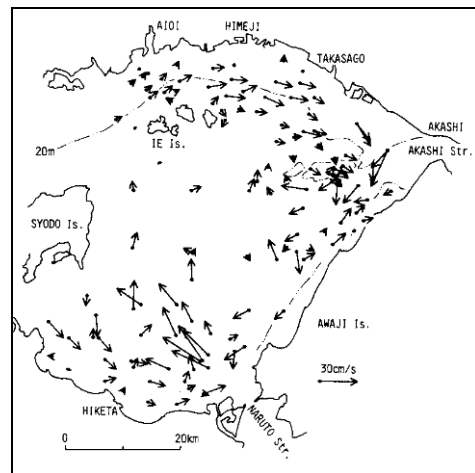 AIOI
HIMEJI
TAKASAGO
AKASHI
AKASHI Str.
20m
IE Is.
SYODO Is.
AWAJI Is.
30cm/s
HIKETA
NARUTO Str.
0
20km